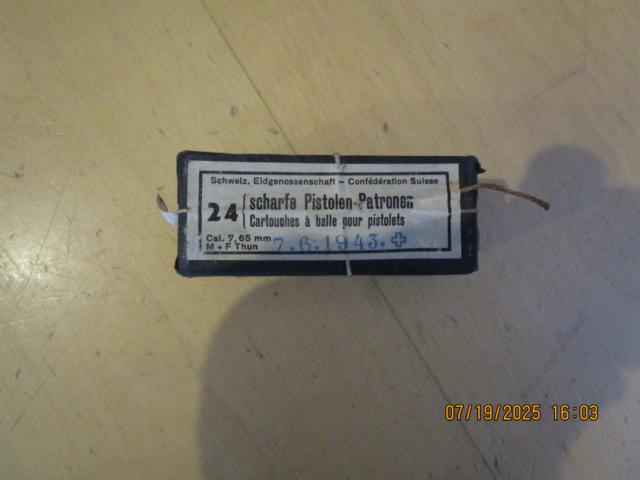 Schweiz. Eidgenossenschaft – Confédération Suisse
24 { scharfe Pistolen-Patronen
Cartouches à balle pour pistolets
Cal. 7,65 mm
M + F Thun 7.6.1943.✚
07/19/2025 16:03